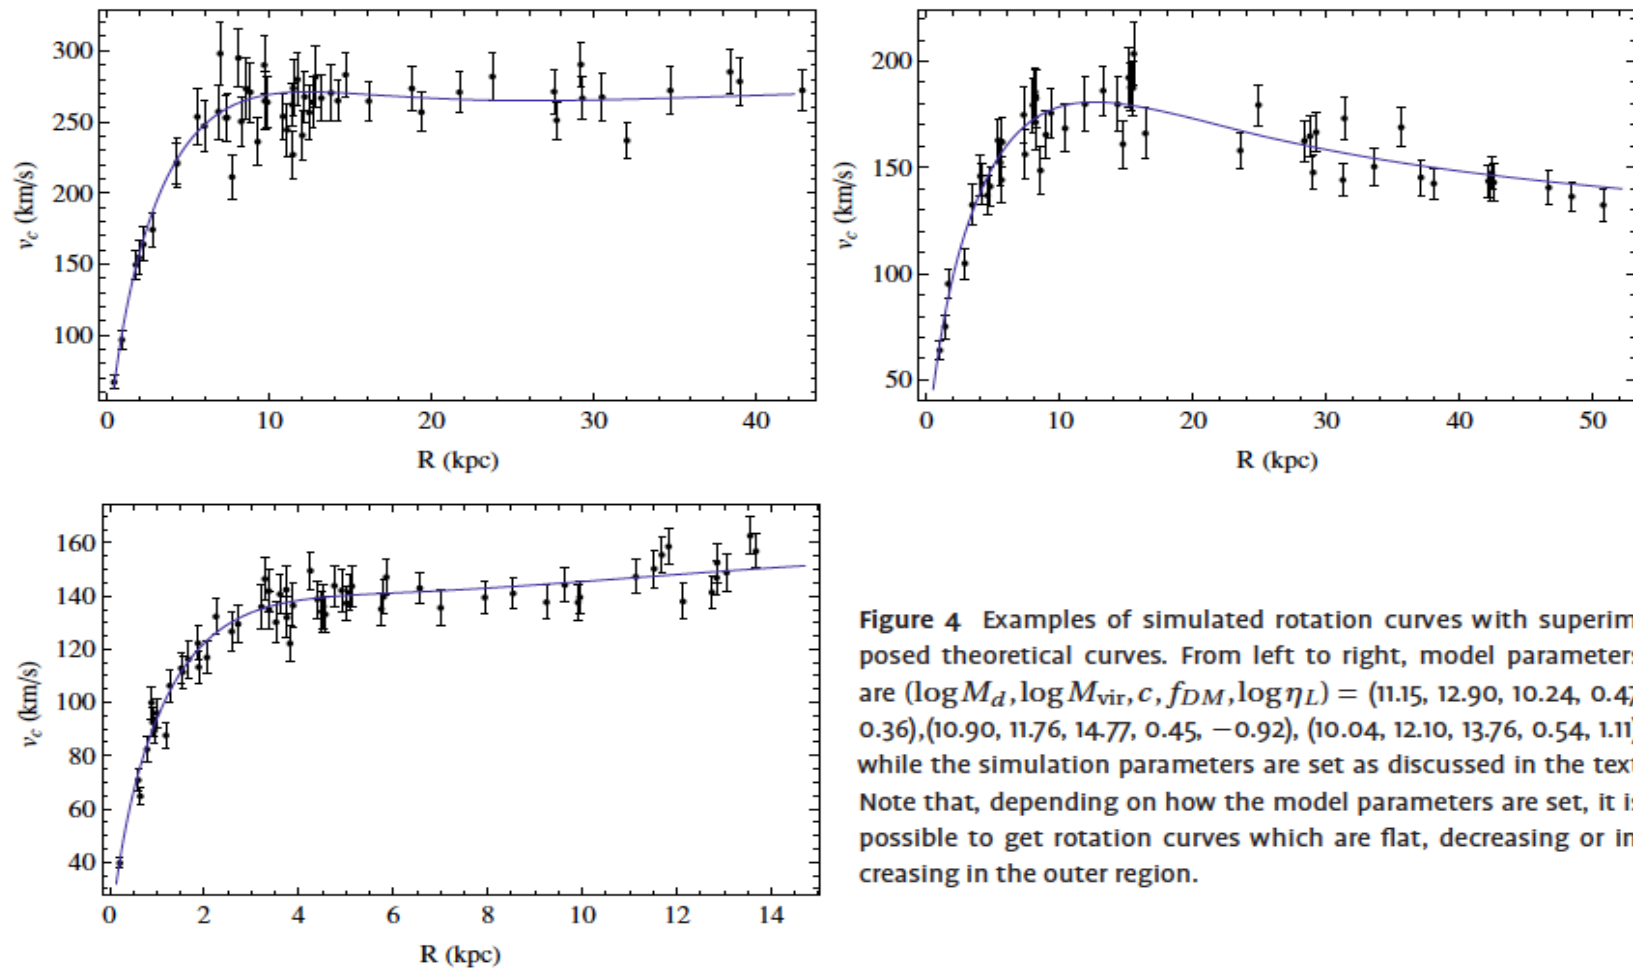 300
250
200
150
100
v_c (km/s)
0 10 20 30 40
R (kpc)
200
150
100
50
v_c (km/s)
0 10 20 30 40 50
R (kpc)
160
140
120
100
80
60
40
v_c (km/s)
0 2 4 6 8 10 12 14
R (kpc)
Figure 4 Examples of simulated rotation curves with superim
posed theoretical curves. From left to right, model parameters
are (log M_d, log M_vir, c, f_DM, log η_L) = (11.15, 12.90, 10.24, 0.47
0.36),(10.90, 11.76, 14.77, 0.45, −0.92), (10.04, 12.10, 13.76, 0.54, 1.11)
while the simulation parameters are set as discussed in the text
Note that, depending on how the model parameters are set, it is
possible to get rotation curves which are flat, decreasing or in
creasing in the outer region.